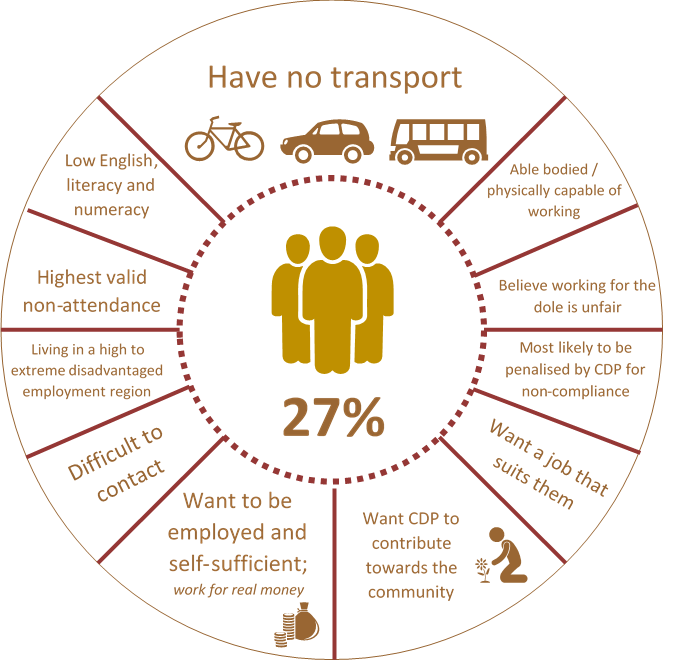 Have no transport
Able bodied /
physically capable of
working
Believe working for the
dole is unfair
Most likely to be
penalised by CDP for
non-compliance
Want a job that
suits them
Want CDP to
contribute
towards the
community
Want to be
employed and
self-sufficient;
work for real money
Difficult to
contact
Living in a high to
extreme disadvantaged
employment region
Highest valid
non-attendance
Low English,
literacy and
numeracy
27%